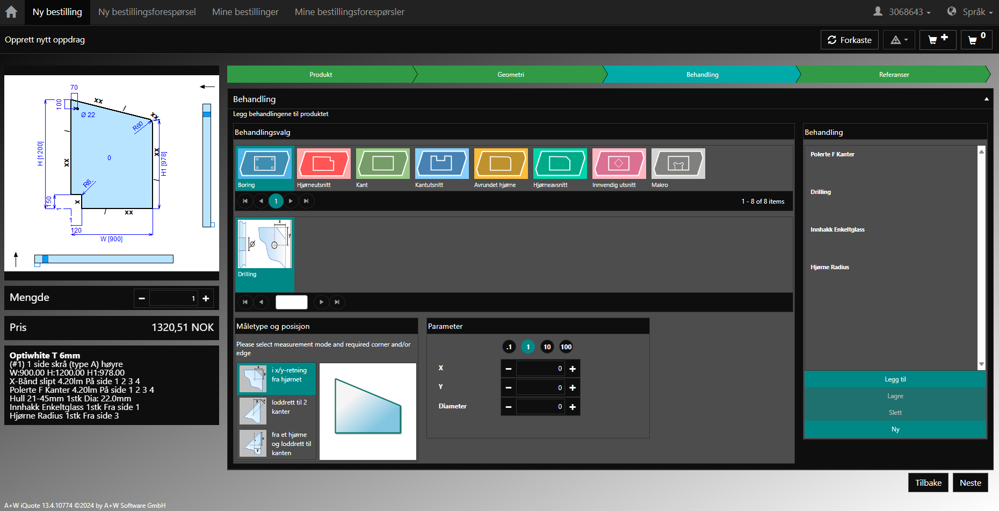 Ny bestilling
Ny bestillingsforespørsel
Mine bestillinger
Mine bestillingsforespørsler
3068643
Språk
Opprett nytt oppdrag
Forkaste
0
70
100
xx
/
Ø 22
xx
R60
/
H [1200]
xx
0
xx
H1 [978]
/
R6
150
x
1
/
xx
1
120
W [900]
Mengde
1
Pris
1320,51 NOK
Optiwhite T 6mm
(#1) 1 side skrå (type A) høyre
W:900.00 H:1200.00 H1:978.00
X-Bånd slipt 4.20lm På side 1 2 3 4
Polerte F Kanter 4.20lm På side 1 2 3 4
Hull 21-45mm 1stk Dia: 22.0mm
Innhakk Enkeltglass 1stk Fra side 1
Hjørne Radius 1stk Fra side 3
Produkt
Geometri
Behandling
Referanser
Behandling
Legg behandlingene til produktet
Behandlingsvalg
Boring
Hjørneutsnitt
Kant
Kantutsnitt
Avrundet hjørne
Hjørneavsnitt
Innvendig utsnitt
Makro
1
1 - 8 of 8 items
x
y
Ø
Drilling
Måletype og posisjon
Please select measurement mode and required corner and/or
edge
i x/y-retning
fra hjørnet
loddrett til 2
kanter
fra et hjørne
og loddrett til
kanten
Parameter
.1
1
10
100
X
0
Y
0
Diameter
0
Behandling
Polerte F Kanter
Drilling
Innhakk Enkeltglass
Hjørne Radius
Legg til
Lagre
Slett
Ny
Tilbake
Neste
A+W iQuote 13.4.10774 ©2024 by A+W Software GmbH